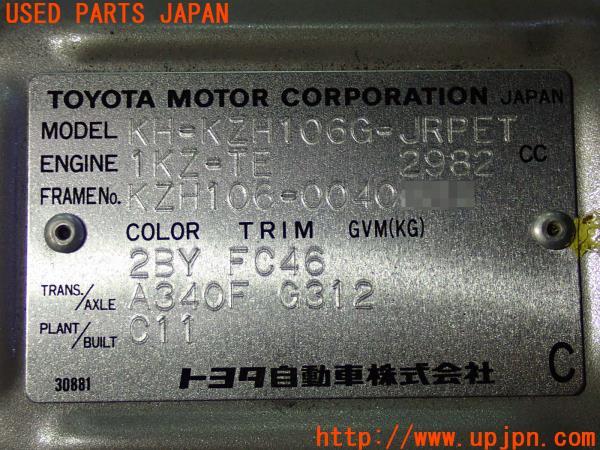 USED PARTS JAPAN
TOYOTA MOTOR CORPORATION JAPAN
MODEL KH-KZH106G-JRPET
ENGINE 1KZ-TE 2982 CC
FRAME No. KZH106-0040
COLOR TRIM GVM(KG)
2BY FC46
TRANS./AXLE A340F G312
PLANT/BUILT C11
30881 トヨタ自動車株式会社 C
http://www.upjpn.com